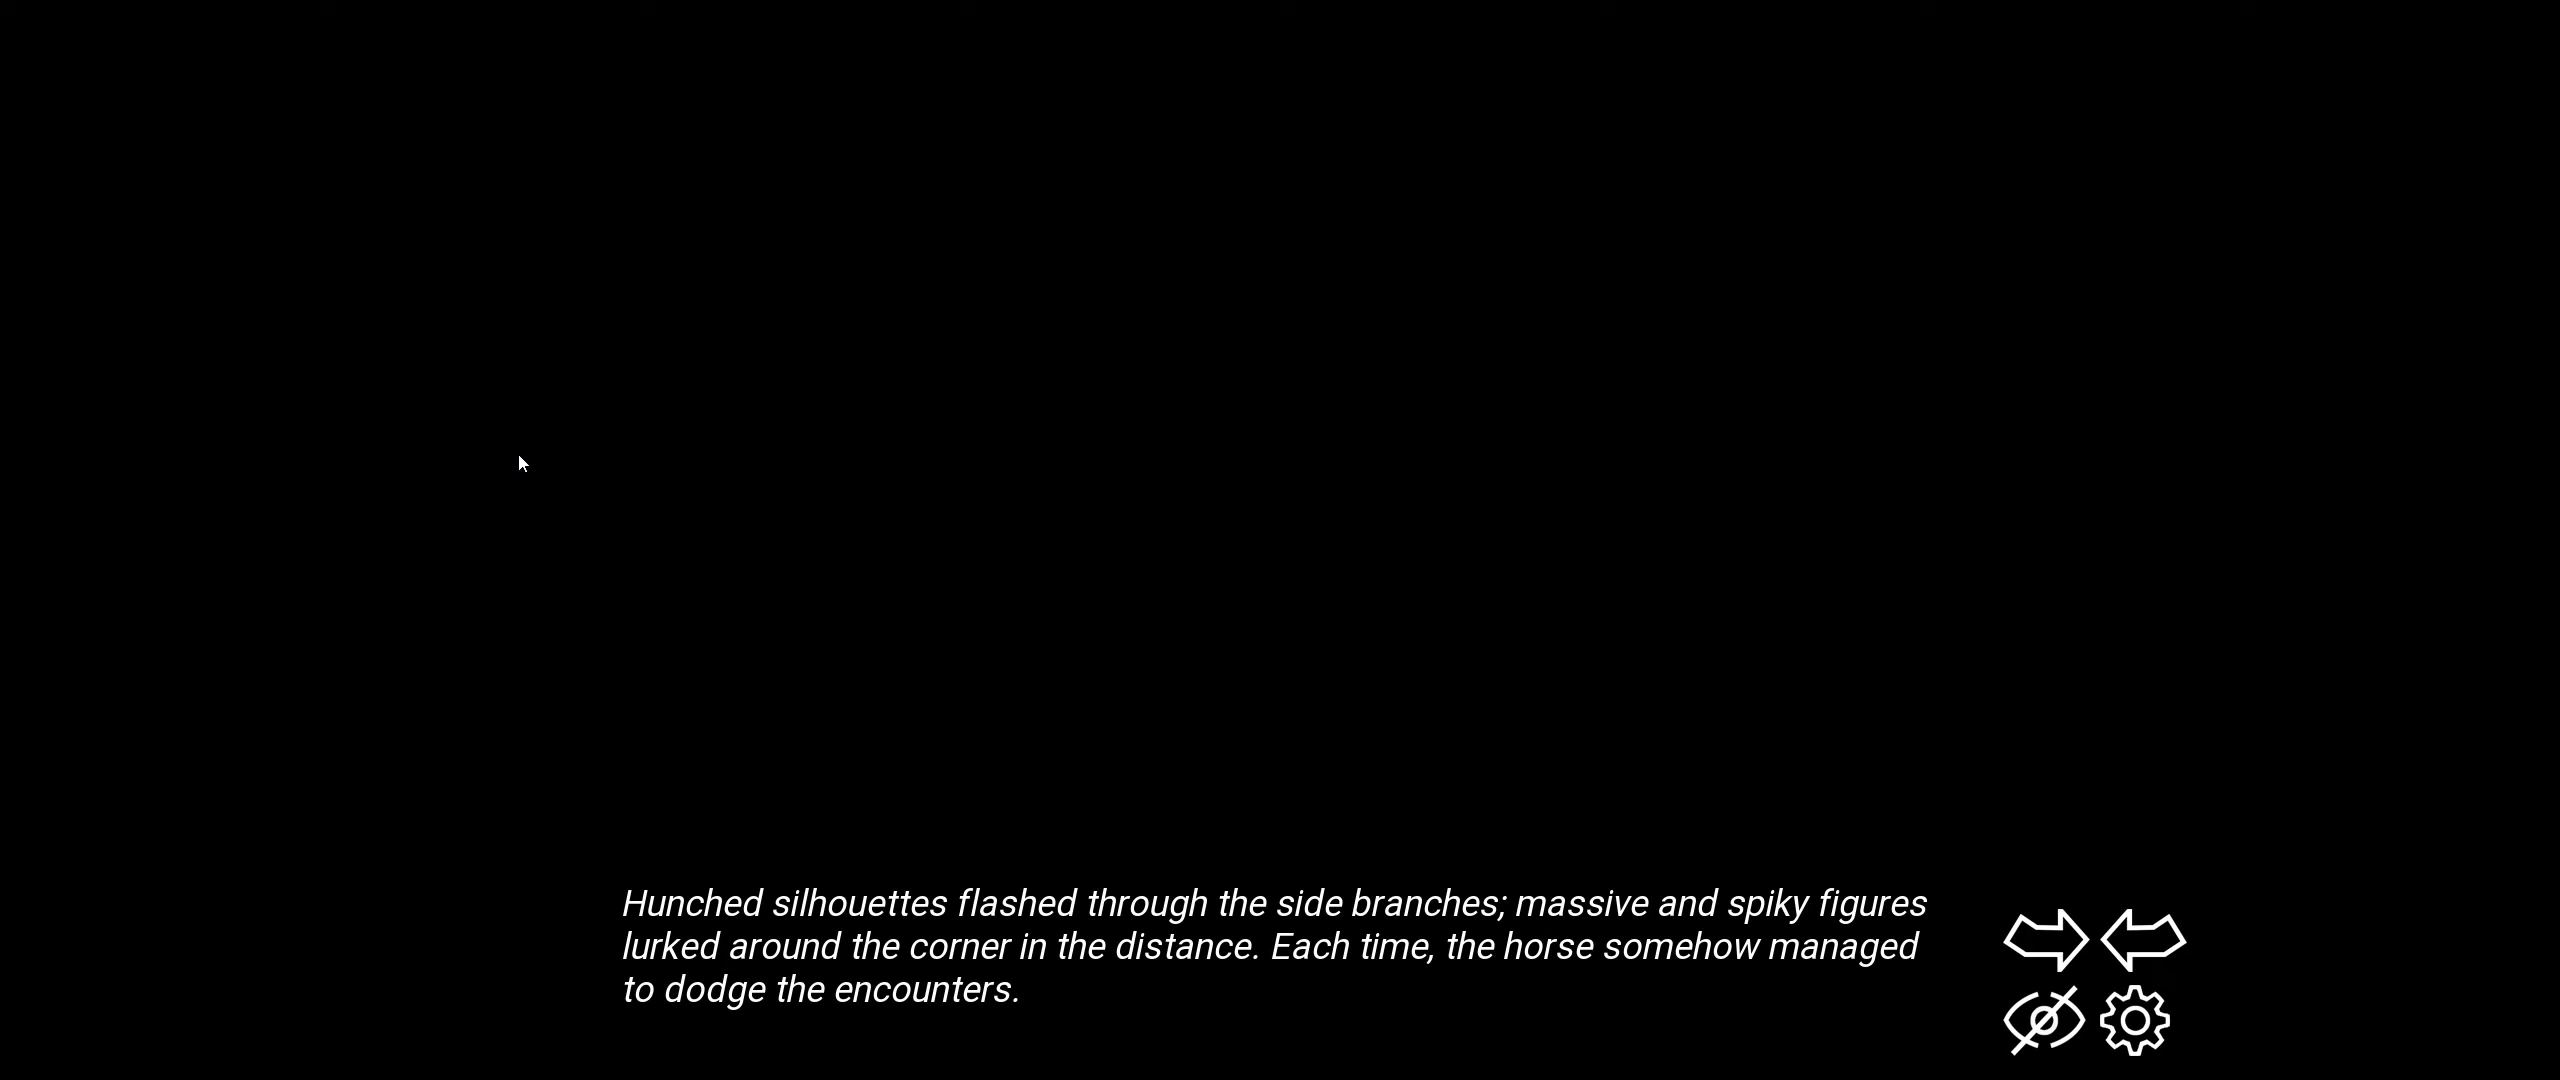 Hunched silhouettes flashed through the side branches; massive and spiky figures
lurked around the corner in the distance. Each time, the horse somehow managed
to dodge the encounters.